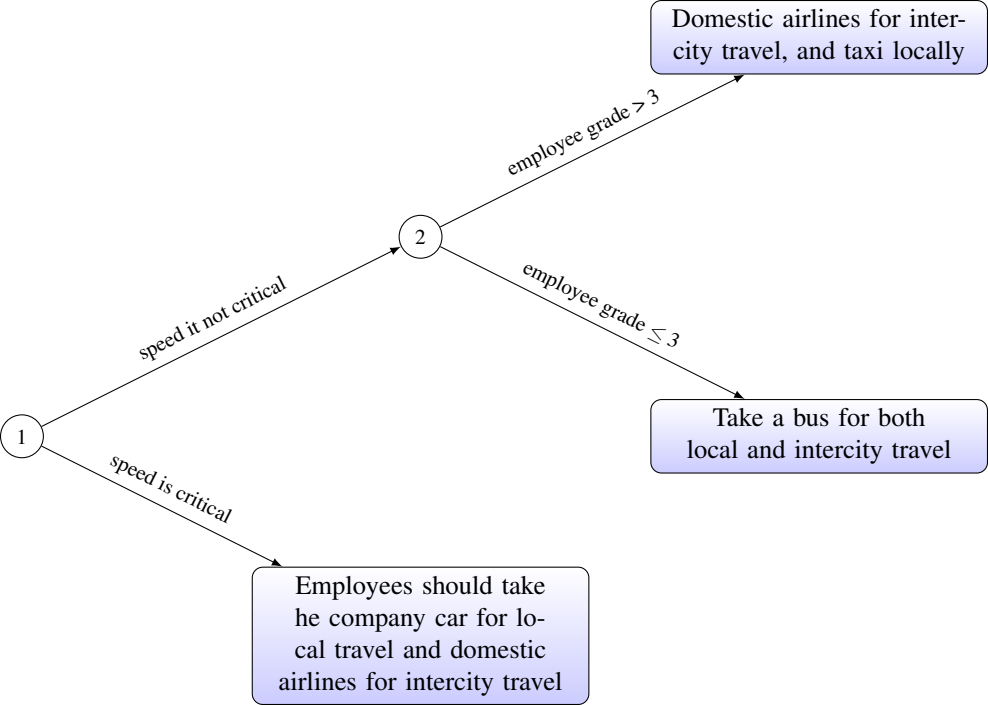 Domestic airlines for inter-
city travel, and taxi locally
employee grade > 3
2
employee grade ≤ 3
speed it not critical
Take a bus for both
local and intercity travel
1
speed is critical
Employees should take
he company car for lo-
cal travel and domestic
airlines for intercity travel